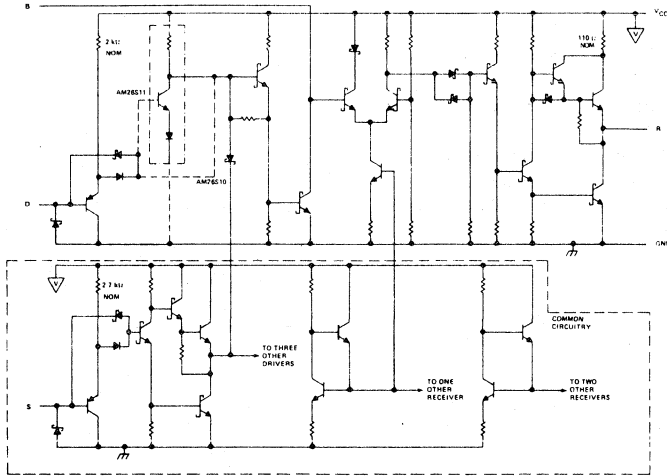 B
VCC
V
2 kΩ
NOM
110 Ω
NOM
AM26S11
AM26S10
R
D
GND
V
2.7 kΩ
NOM
COMMON
CIRCUITRY
TO THREE
OTHER
DRIVERS
TO ONE
OTHER
RECEIVER
TO TWO
OTHER
RECEIVERS
S